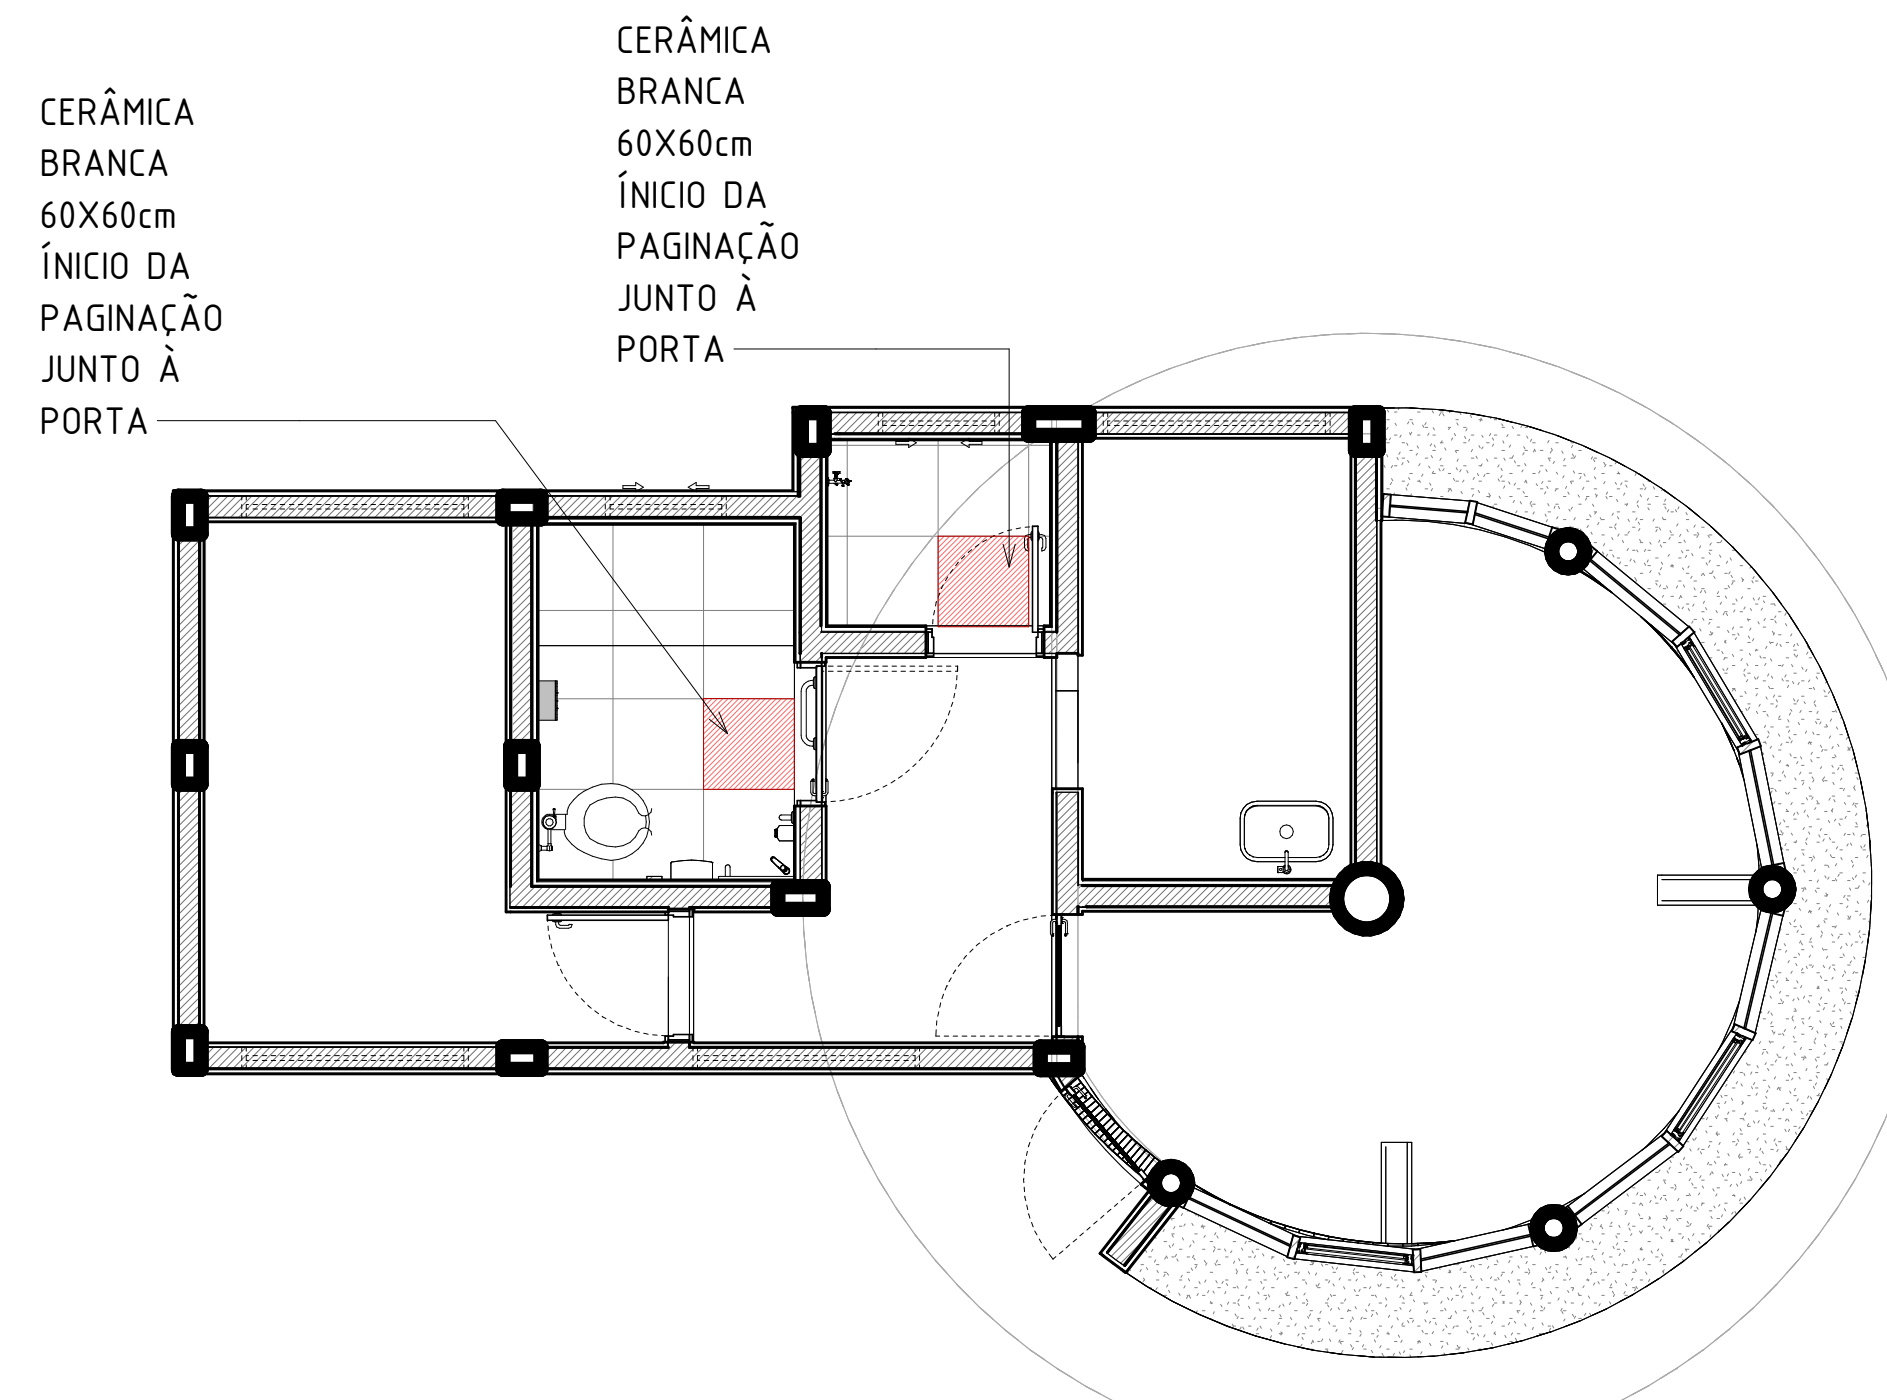 CERÂMICA
BRANCA
60X60cm
ÍNICIO DA
PAGINAÇÃO
JUNTO À
PORTA
CERÂMICA
BRANCA
60X60cm
ÍNICIO DA
PAGINAÇÃO
JUNTO À
PORTA